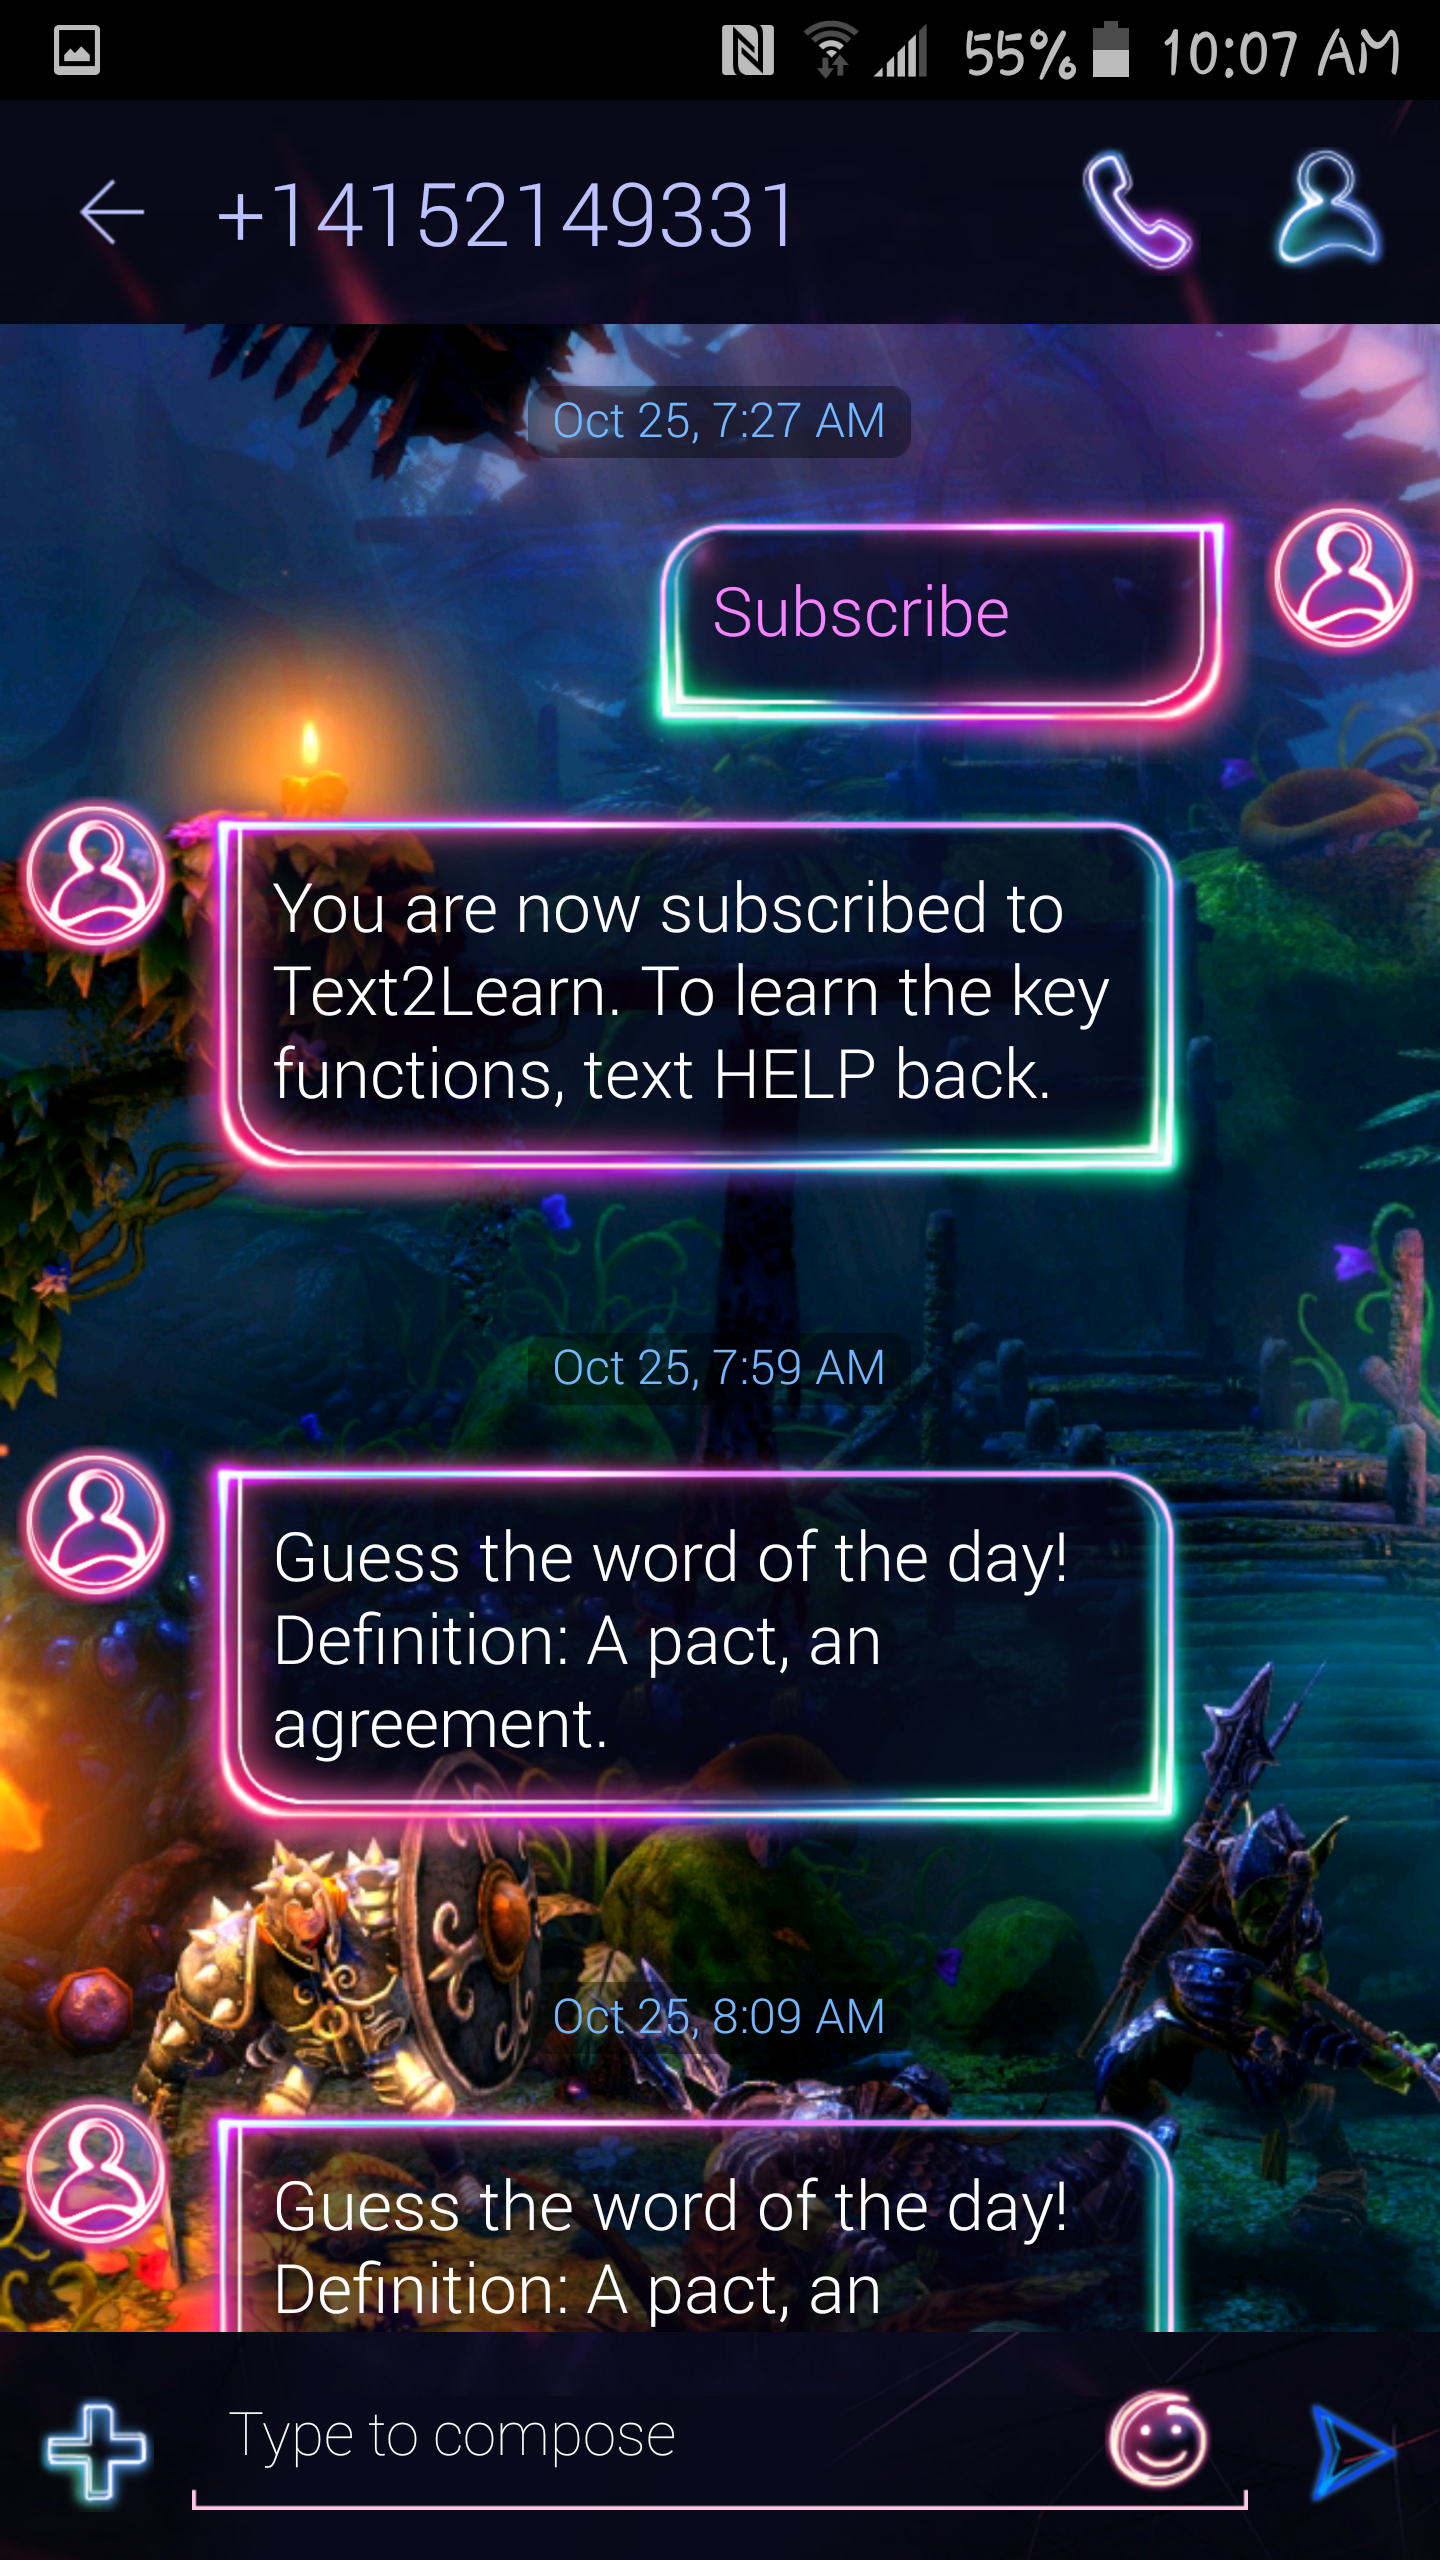 55% 10:07 AM
+14152149331
Oct 25, 7:27 AM
Subscribe
You are now subscribed to
Text2Learn. To learn the key
functions, text HELP back.
Oct 25, 7:59 AM
Guess the word of the day!
Definition: A pact, an
agreement.
Oct 25, 8:09 AM
Guess the word of the day!
Definition: A pact, an
Type to compose